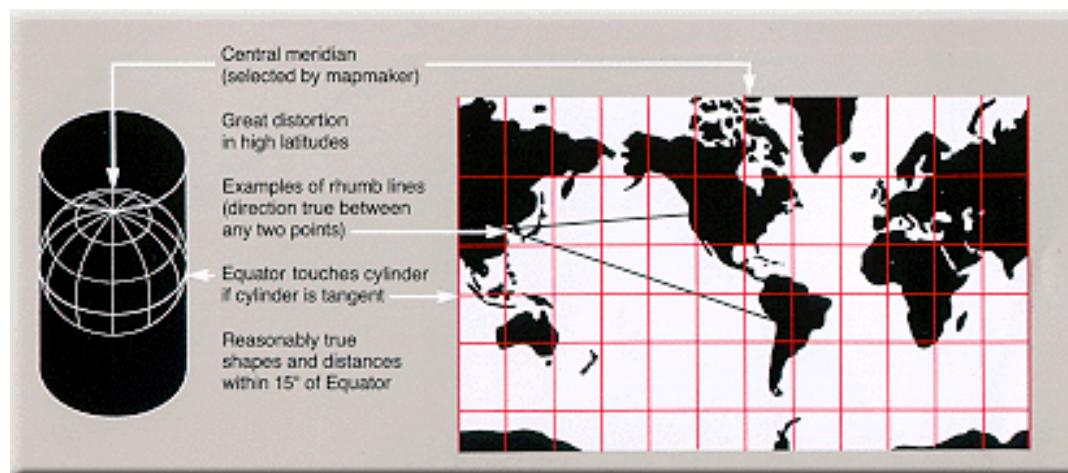 Central meridian
(selected by mapmaker)
Great distortion
in high latitudes
Examples of rhumb lines
(direction true between
any two points)
Equator touches cylinder
if cylinder is tangent
Reasonably true
shapes and distances
within 15° of Equator